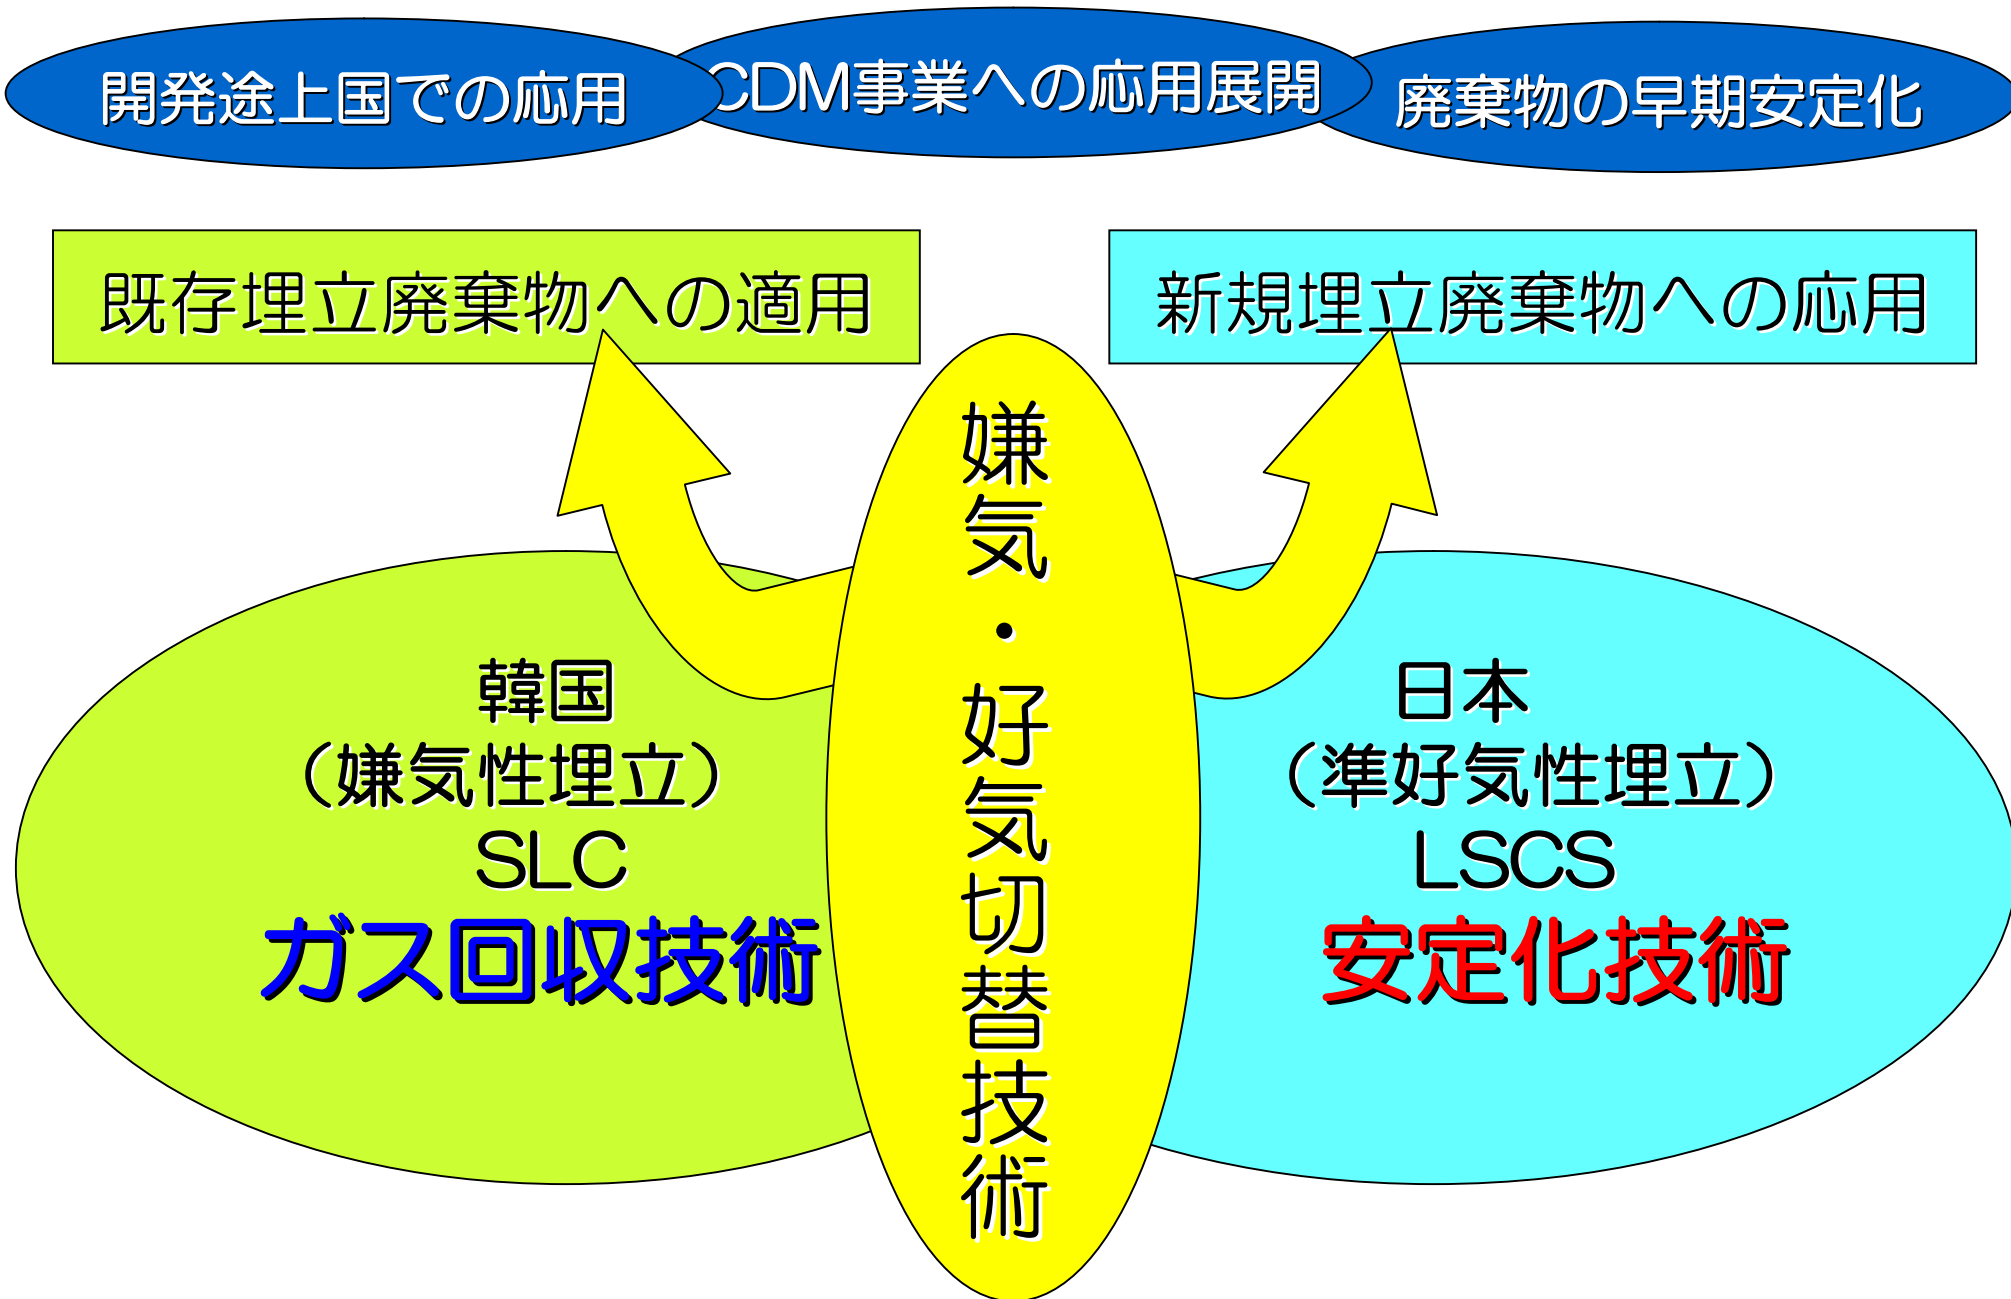 開発途上国での応用
CDM事業への応用展開
廃棄物の早期安定化
既存埋立廃棄物への適用
新規埋立廃棄物への応用
嫌気・好気切替技術
韓国
（嫌気性埋立）
SLC
ガス回収技術
日本
（準好気性埋立）
LSCS
安定化技術